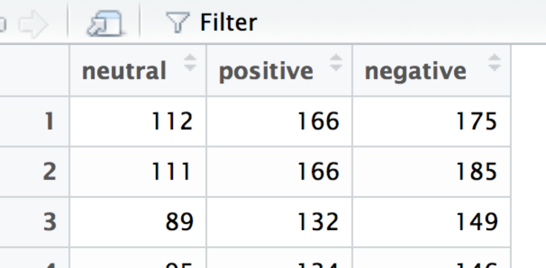 Filter
neutral positive negative
1 112 166 175
2 111 166 185
3 89 132 149